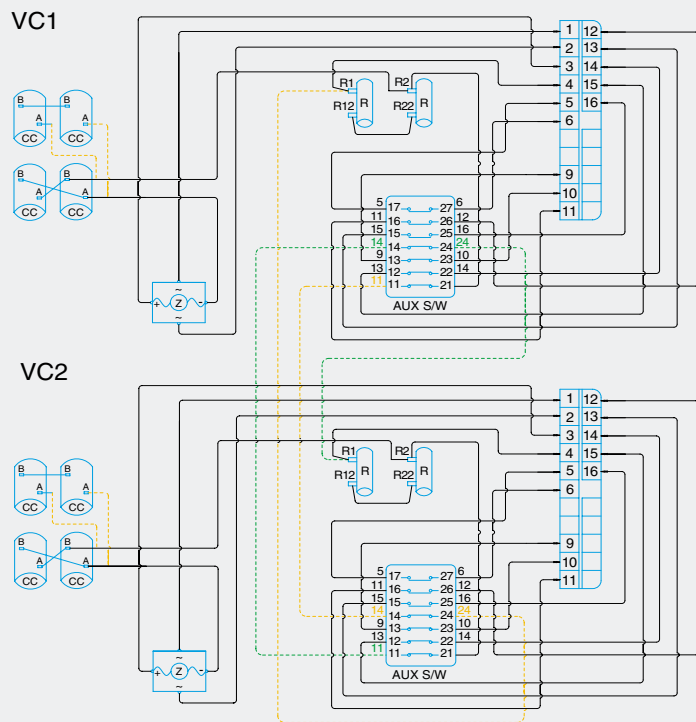 VC1
1 12
2 13
3 14
4 15
5 16
6
9
10
11
B B
A A
CC CC
B B
A A
CC CC
R1 R2
R R
R12 R22
5 17 27 6
11 16 26 12
15 15 25 16
14 14 24 24
9 13 23 10
13 12 22 14
11 11 21
AUX S/W
~
+ Z -
~
VC2
1 12
2 13
3 14
4 15
5 16
6
9
10
11
B B
A A
CC CC
B B
A A
CC CC
R1 R2
R R
R12 R22
5 17 27 6
11 16 26 12
15 15 25 16
14 14 24 24
9 13 23 10
13 12 22 14
11 11 21
AUX S/W
~
+ Z -
~